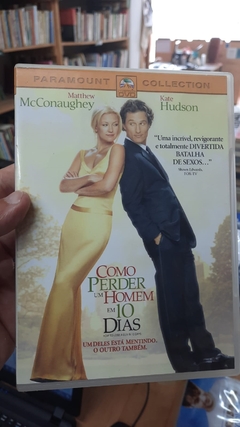 PARAMOUNT COLLECTION
DVD
Matthew
McConaughey
Kate
Hudson
"Uma incrível, revigorante
e totalmente DIVERTIDA
BATALHA
DE SEXOS..."
COMO
PERDER
UM HOMEM
EM 10
DIAS
UM DELES ESTÁ MENTINDO.
O OUTRO TAMBÉM.